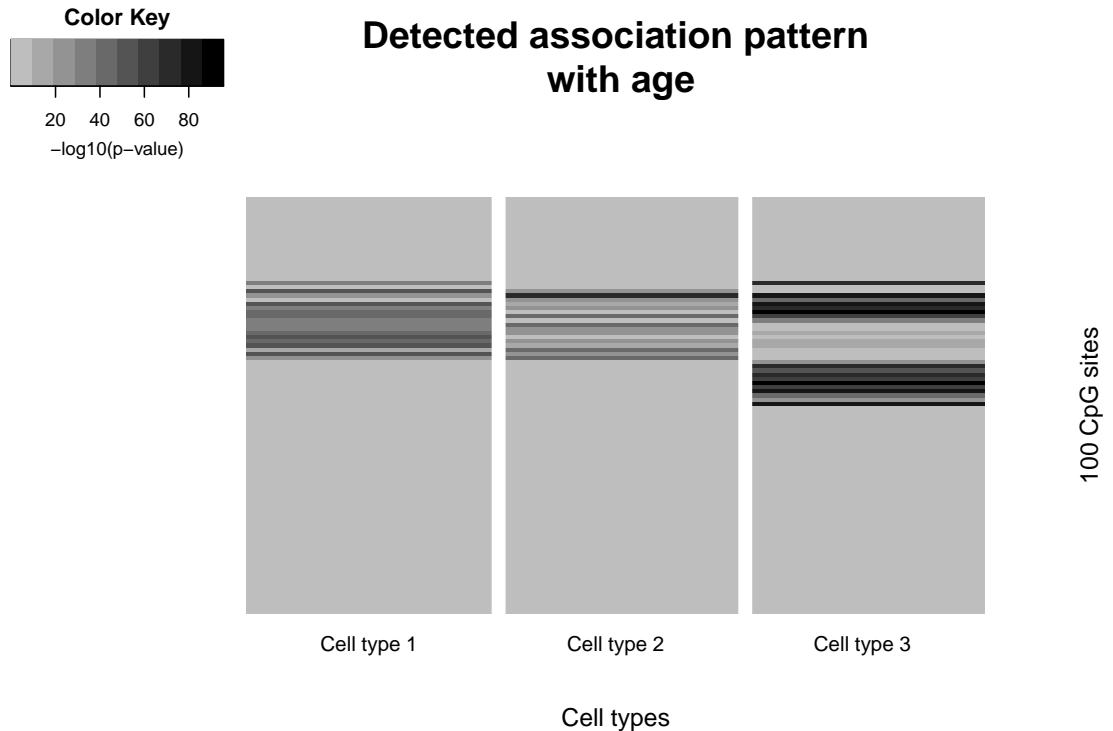 Color Key
20 40 60 80
−log10(p−value)
Detected association pattern
with age
100 CpG sites
Cell type 1
Cell type 2
Cell type 3
Cell types